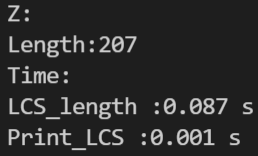 Z:
Length:207
Time:
LCS_length :0.087 s
Print_LCS :0.001 s